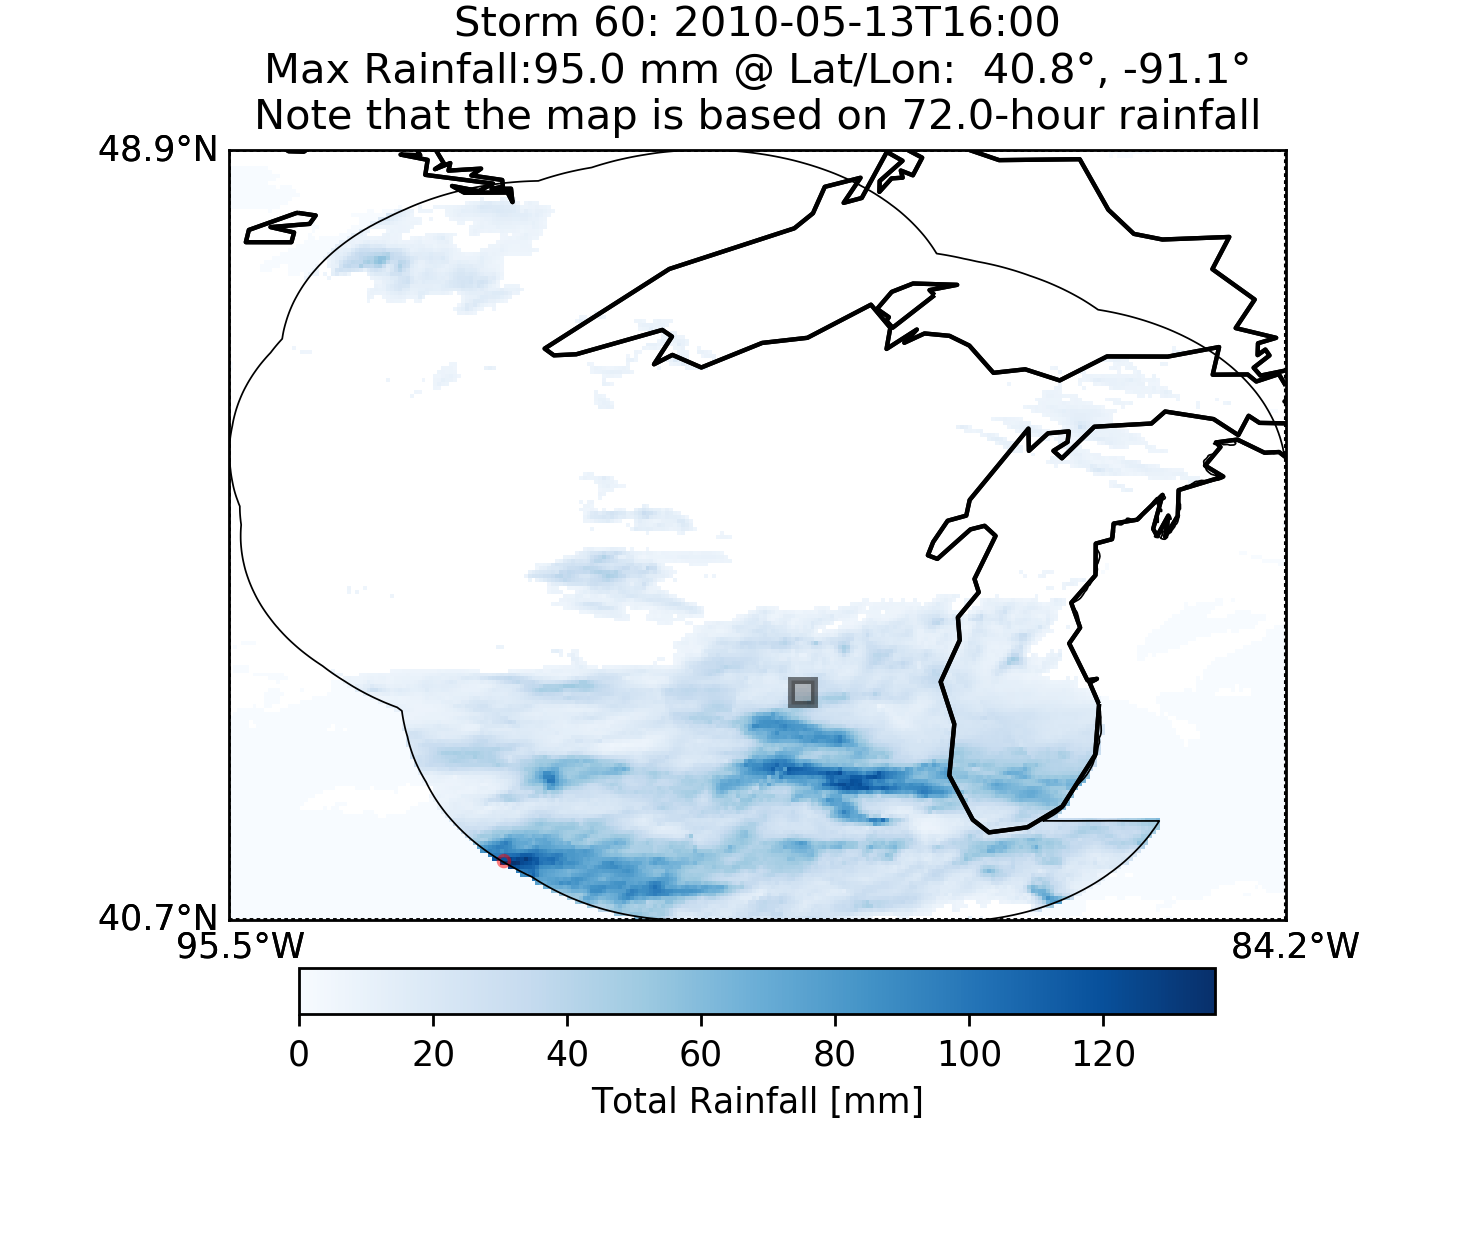 Storm 60: 2010-05-13T16:00
Max Rainfall:95.0 mm @ Lat/Lon:  40.8°, -91.1°
Note that the map is based on 72.0-hour rainfall
48.9°N
40.7°N
95.5°W
84.2°W
0 20 40 60 80 100 120
Total Rainfall [mm]